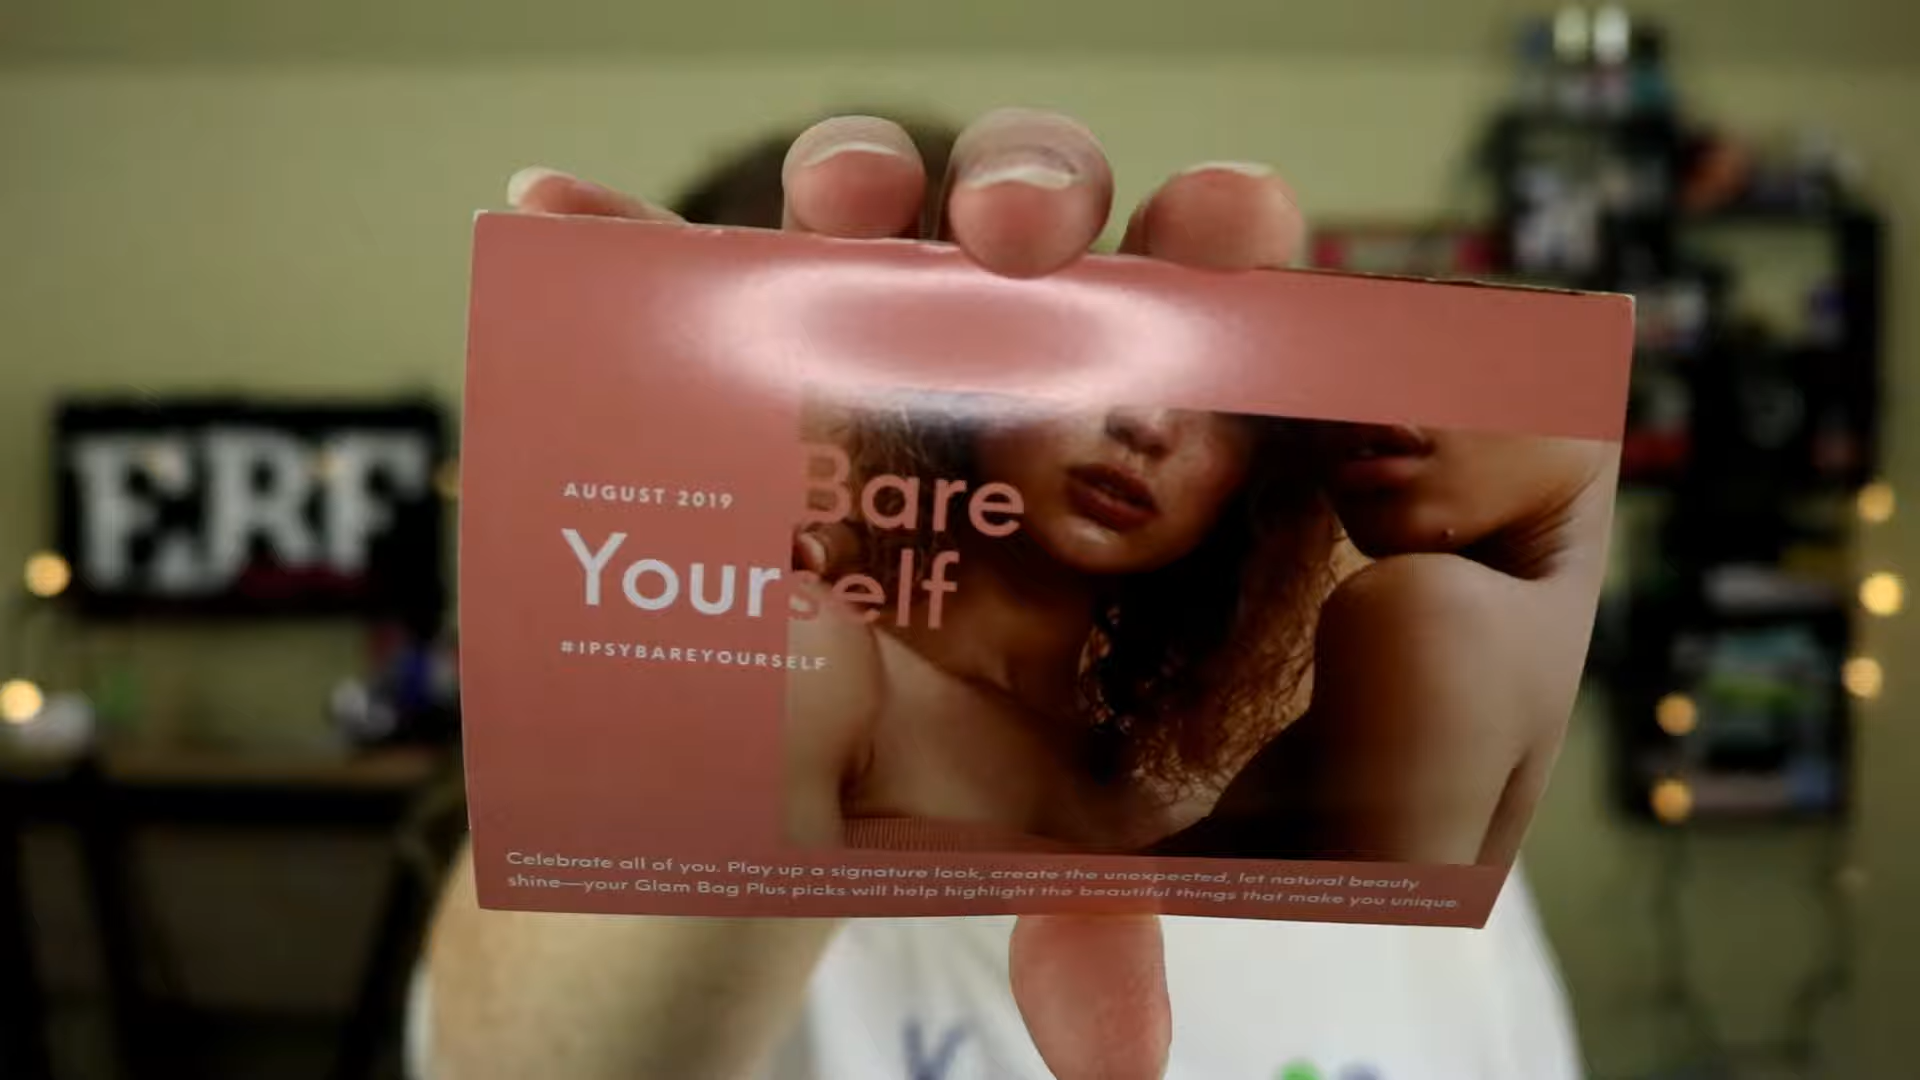 FRF
AUGUST 2019
Bare
Yourself
#IPSYBAREYOURSELF
Celebrate all of you. Play up a signature look, create the unexpected, let natural beauty
shine—your Glam Bag Plus picks will help highlight the beautiful things that make you unique.
K